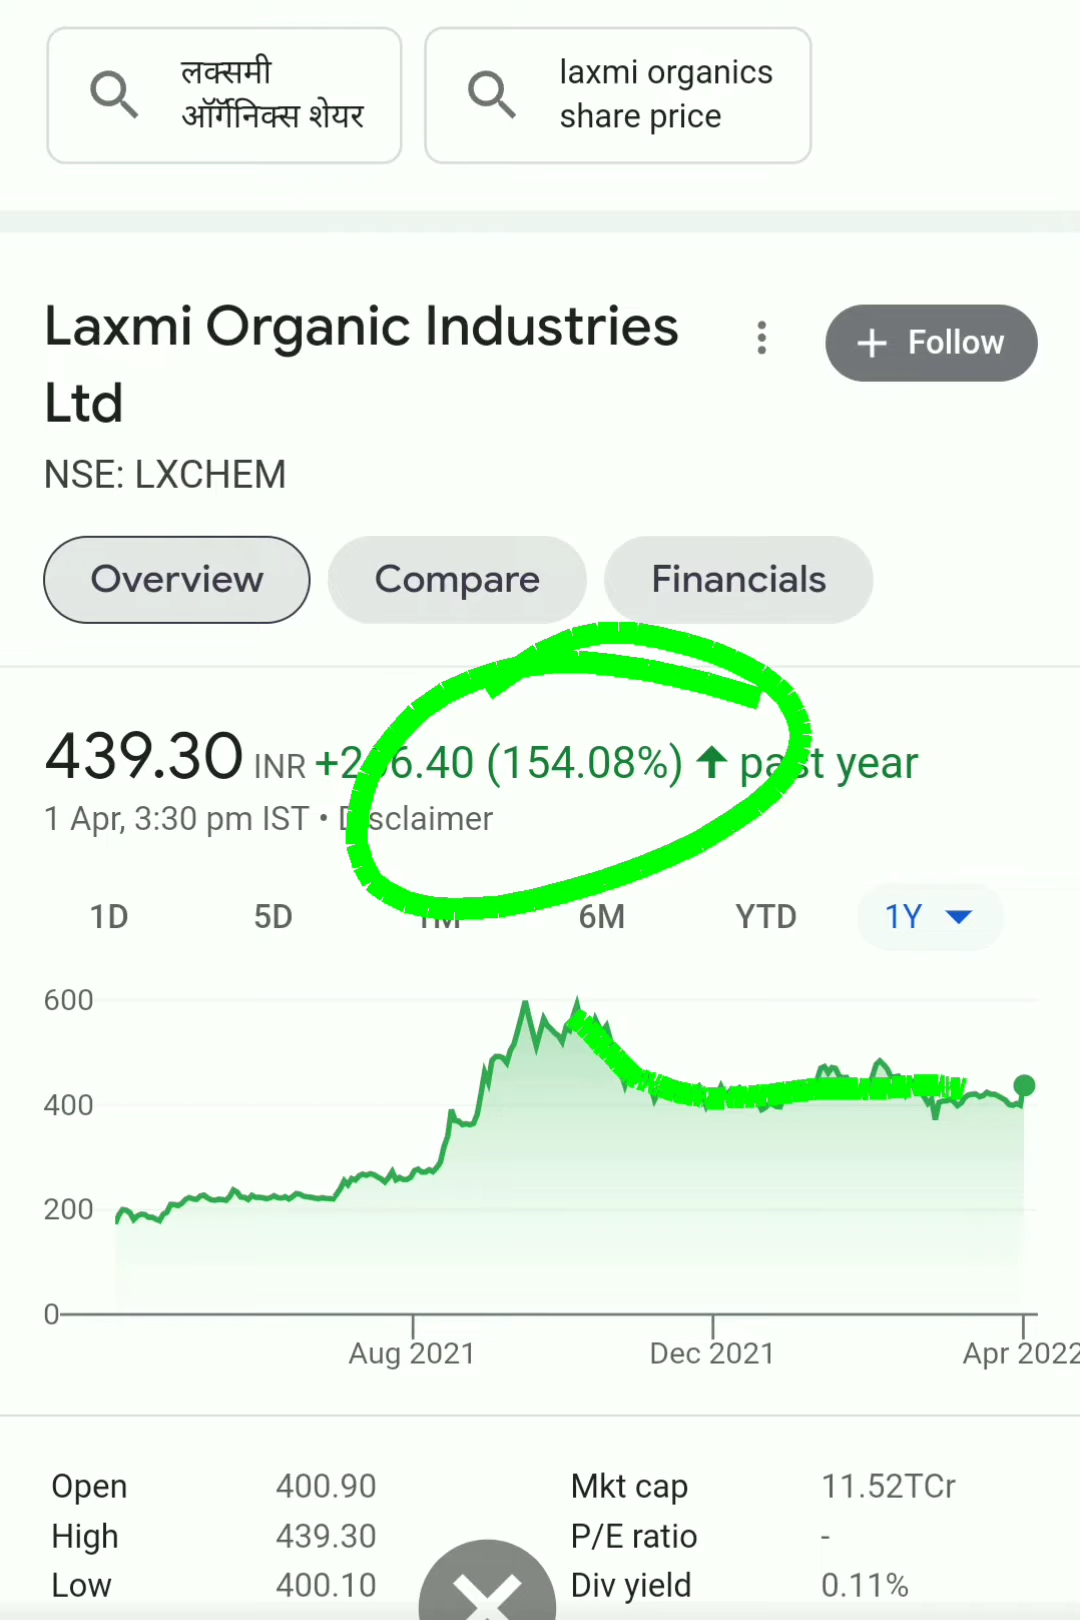 लक्समी
ऑर्गॅनिक्स शेयर
laxmi organics
share price
Laxmi Organic Industries
Ltd
Follow
NSE: LXCHEM
Overview
Compare
Financials
439.30 INR (154.08%) past year
1 Apr, 3:30 pm IST •
1D 5D 6M YTD 1Y
600
400
200
0
Aug 2021 Dec 2021 Apr 2022
Open 400.90 Mkt cap 11.52TCr
High 439.30 P/E ratio -
Low 400.10 Div yield 0.11%